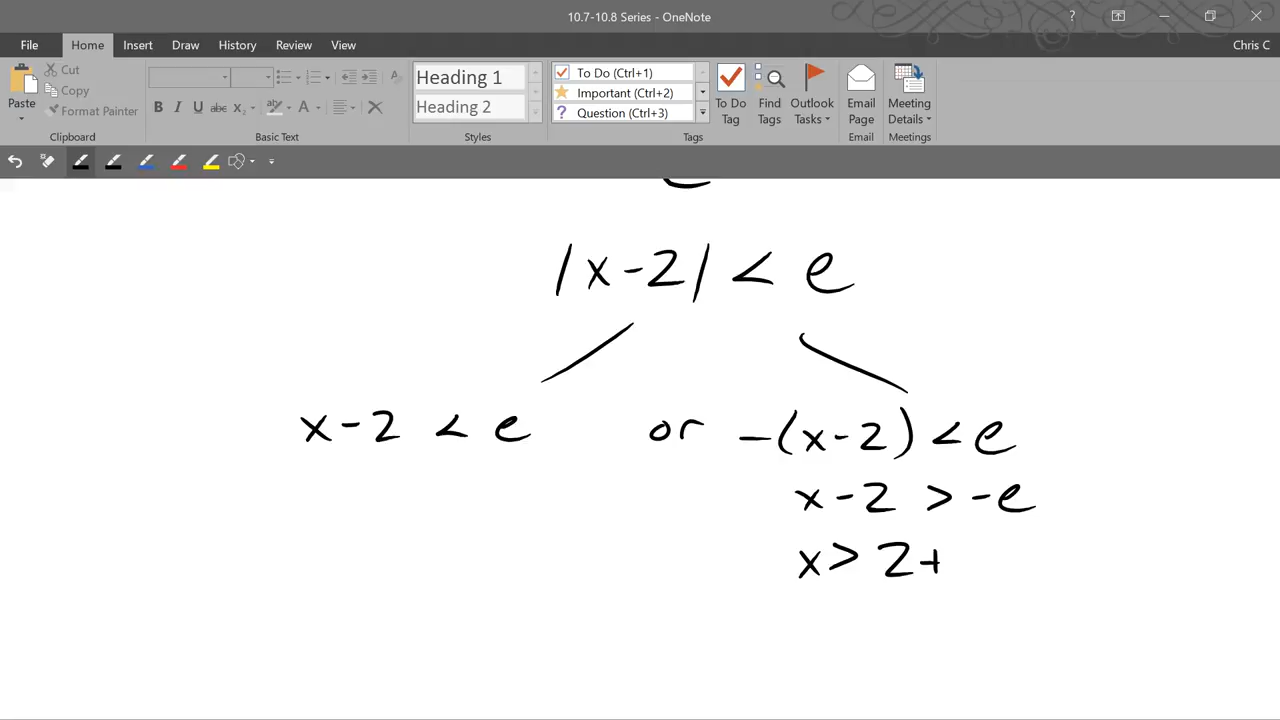 10.7-10.8 Series - OneNote
File Home Insert Draw History Review View Chris C
Paste Cut Copy Format Painter
B I U abc X₂ A
Heading 1
Heading 2
To Do (Ctrl+1)
Important (Ctrl+2)
Question (Ctrl+3)
To Do Tag
Find Tags
Outlook Tasks
Email Page
Meeting Details
Clipboard Basic Text Styles Tags Email Meetings
|x-2| < e
x-2 < e or -(x-2) < e
x-2 > -e
x > 2+